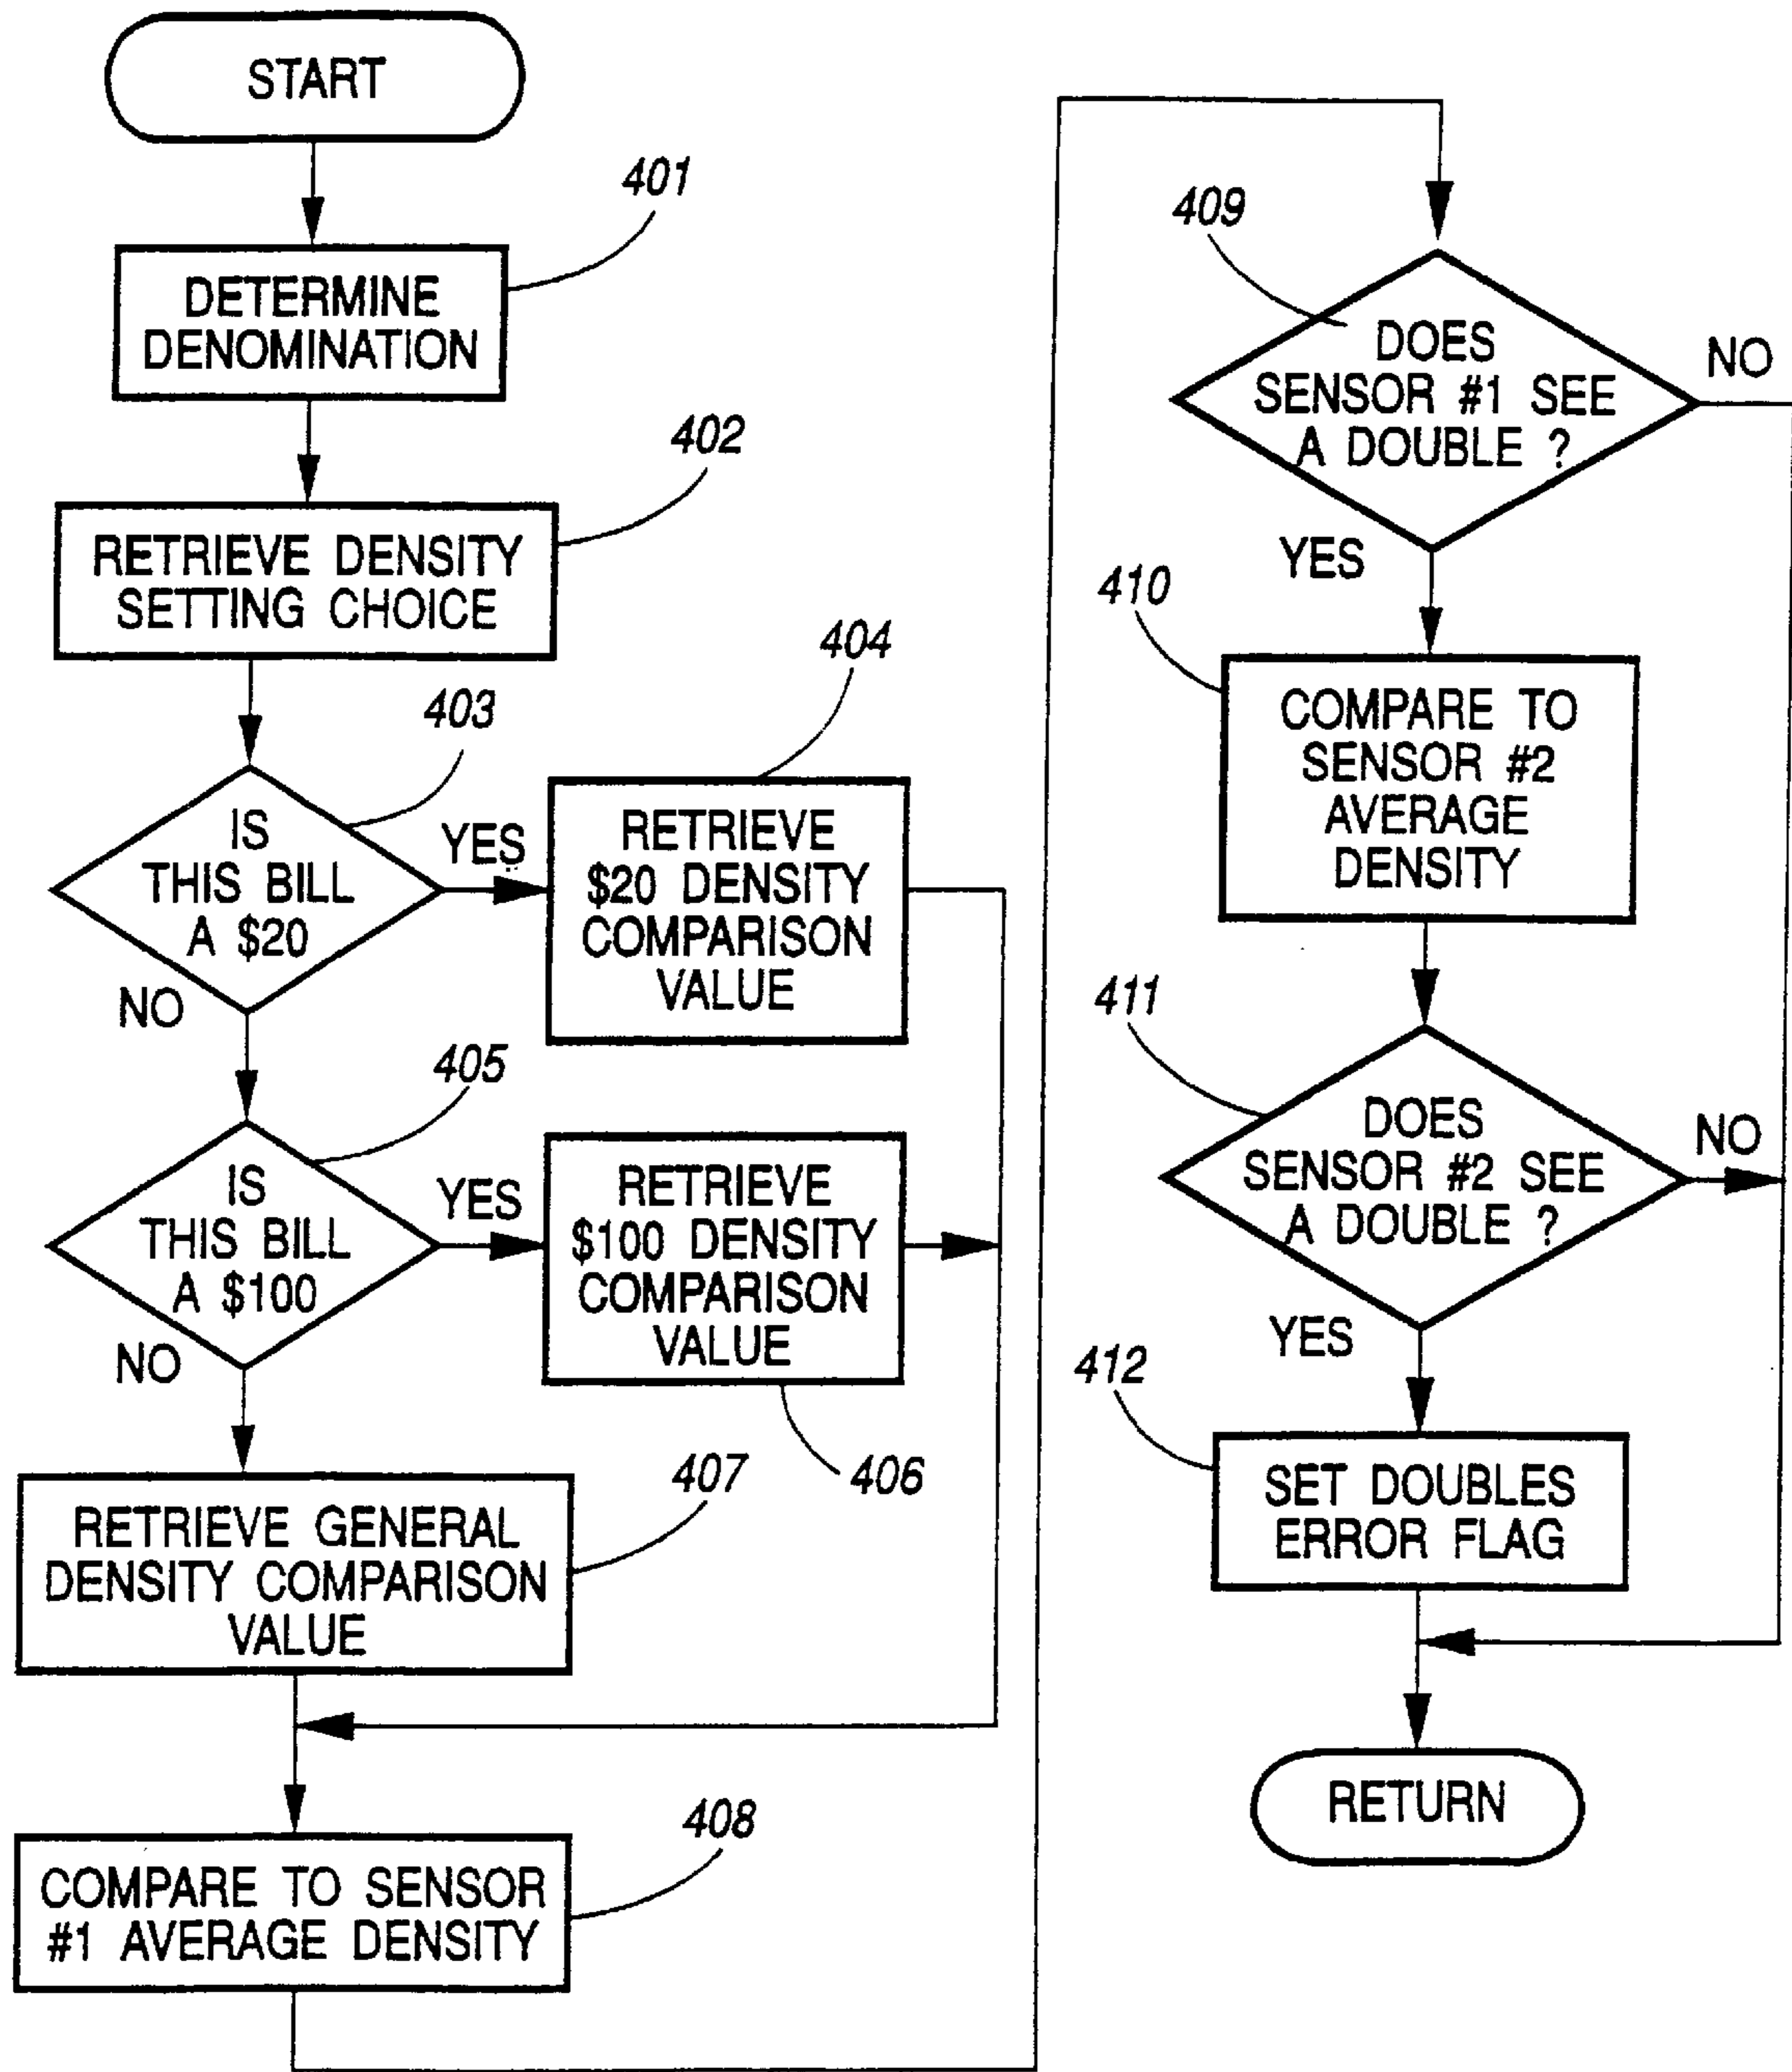 START
401
DETERMINE
DENOMINATION
402
RETRIEVE DENSITY
SETTING CHOICE
403
IS
THIS BILL
A $20
YES
NO
404
RETRIEVE
$20 DENSITY
COMPARISON
VALUE
405
IS
THIS BILL
A $100
YES
NO
RETRIEVE
$100 DENSITY
COMPARISON
VALUE
406
407
RETRIEVE GENERAL
DENSITY COMPARISON
VALUE
408
COMPARE TO SENSOR
#1 AVERAGE DENSITY
409
DOES
SENSOR #1 SEE
A DOUBLE ?
NO
YES
410
COMPARE TO
SENSOR #2
AVERAGE
DENSITY
411
DOES
SENSOR #2 SEE
A DOUBLE ?
NO
YES
412
SET DOUBLES
ERROR FLAG
RETURN